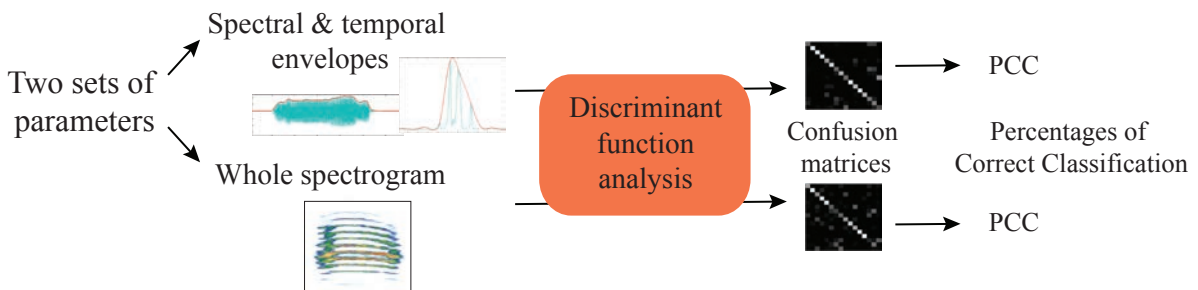 Two sets of
parameters
Spectral & temporal
envelopes
Whole spectrogram
Discriminant
function
analysis
Confusion
matrices
PCC
Percentages of
Correct Classification
PCC